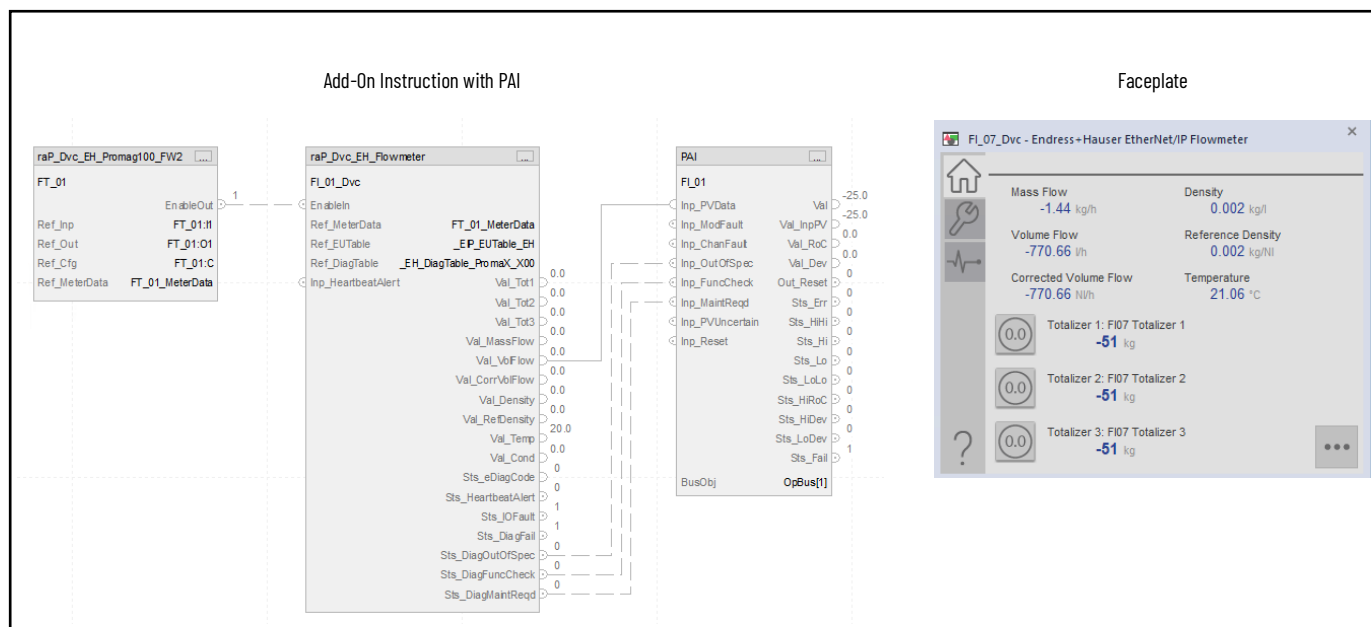 Add-On Instruction with PAI
Faceplate
raP_Dvc_EH_Promag100_FW2 ...
FT_01
EnableOut
1
Ref_Inp FT_01:I1
Ref_Out FT_01:O1
Ref_Cfg FT_01:C
Ref_MeterData FT_01_MeterData
raP_Dvc_EH_Flowmeter ...
FI_01_Dvc
EnableIn
Ref_MeterData FT_01_MeterData
Ref_EUTable _EIP_EUTable_EH
Ref_DiagTable _EH_DiagTable_PromaX_X00
Inp_HeartbeatAlert Val_Tot1 0.0
Val_Tot2 0.0
Val_Tot3 0.0
Val_MassFlow 0.0
Val_VolFlow 0.0
Val_CorrVolFlow 0.0
Val_Density 0.0
Val_RefDensity 0.0
Val_Temp 20.0
Val_Cond 0.0
Sts_eDiagCode 0
Sts_HeartbeatAlert 0
Sts_IOFault 1
Sts_DiagFail 1
Sts_DiagOutOfSpec 0
Sts_DiagFuncCheck 0
Sts_DiagMaintReqd 0
PAI ...
FI_01
Inp_PVData Val -25.0
Inp_ModFault Val_InpPV -25.0
Inp_ChanFault Val_RoC 0.0
Inp_OutOfSpec Val_Dev 0.0
Inp_FuncCheck Out_Reset 0
Inp_MaintReqd Sts_Err 0
Inp_PVUncertain Sts_HiHi 0
Inp_Reset Sts_Hi 0
Sts_Lo 0
Sts_LoLo 0
Sts_HiRoC 0
Sts_HiDev 0
Sts_LoDev 0
Sts_Fail 1
BusObj OpBus[1]
FI_07_Dvc - Endress+Hauser EtherNet/IP Flowmeter ×
Mass Flow Density
-1.44 kg/h 0.002 kg/l
Volume Flow Reference Density
-770.66 l/h 0.002 kg/Nl
Corrected Volume Flow Temperature
-770.66 Nl/h 21.06 °C
0.0 Totalizer 1: FI07 Totalizer 1
-51 kg
0.0 Totalizer 2: FI07 Totalizer 2
-51 kg
0.0 Totalizer 3: FI07 Totalizer 3
-51 kg
? ...